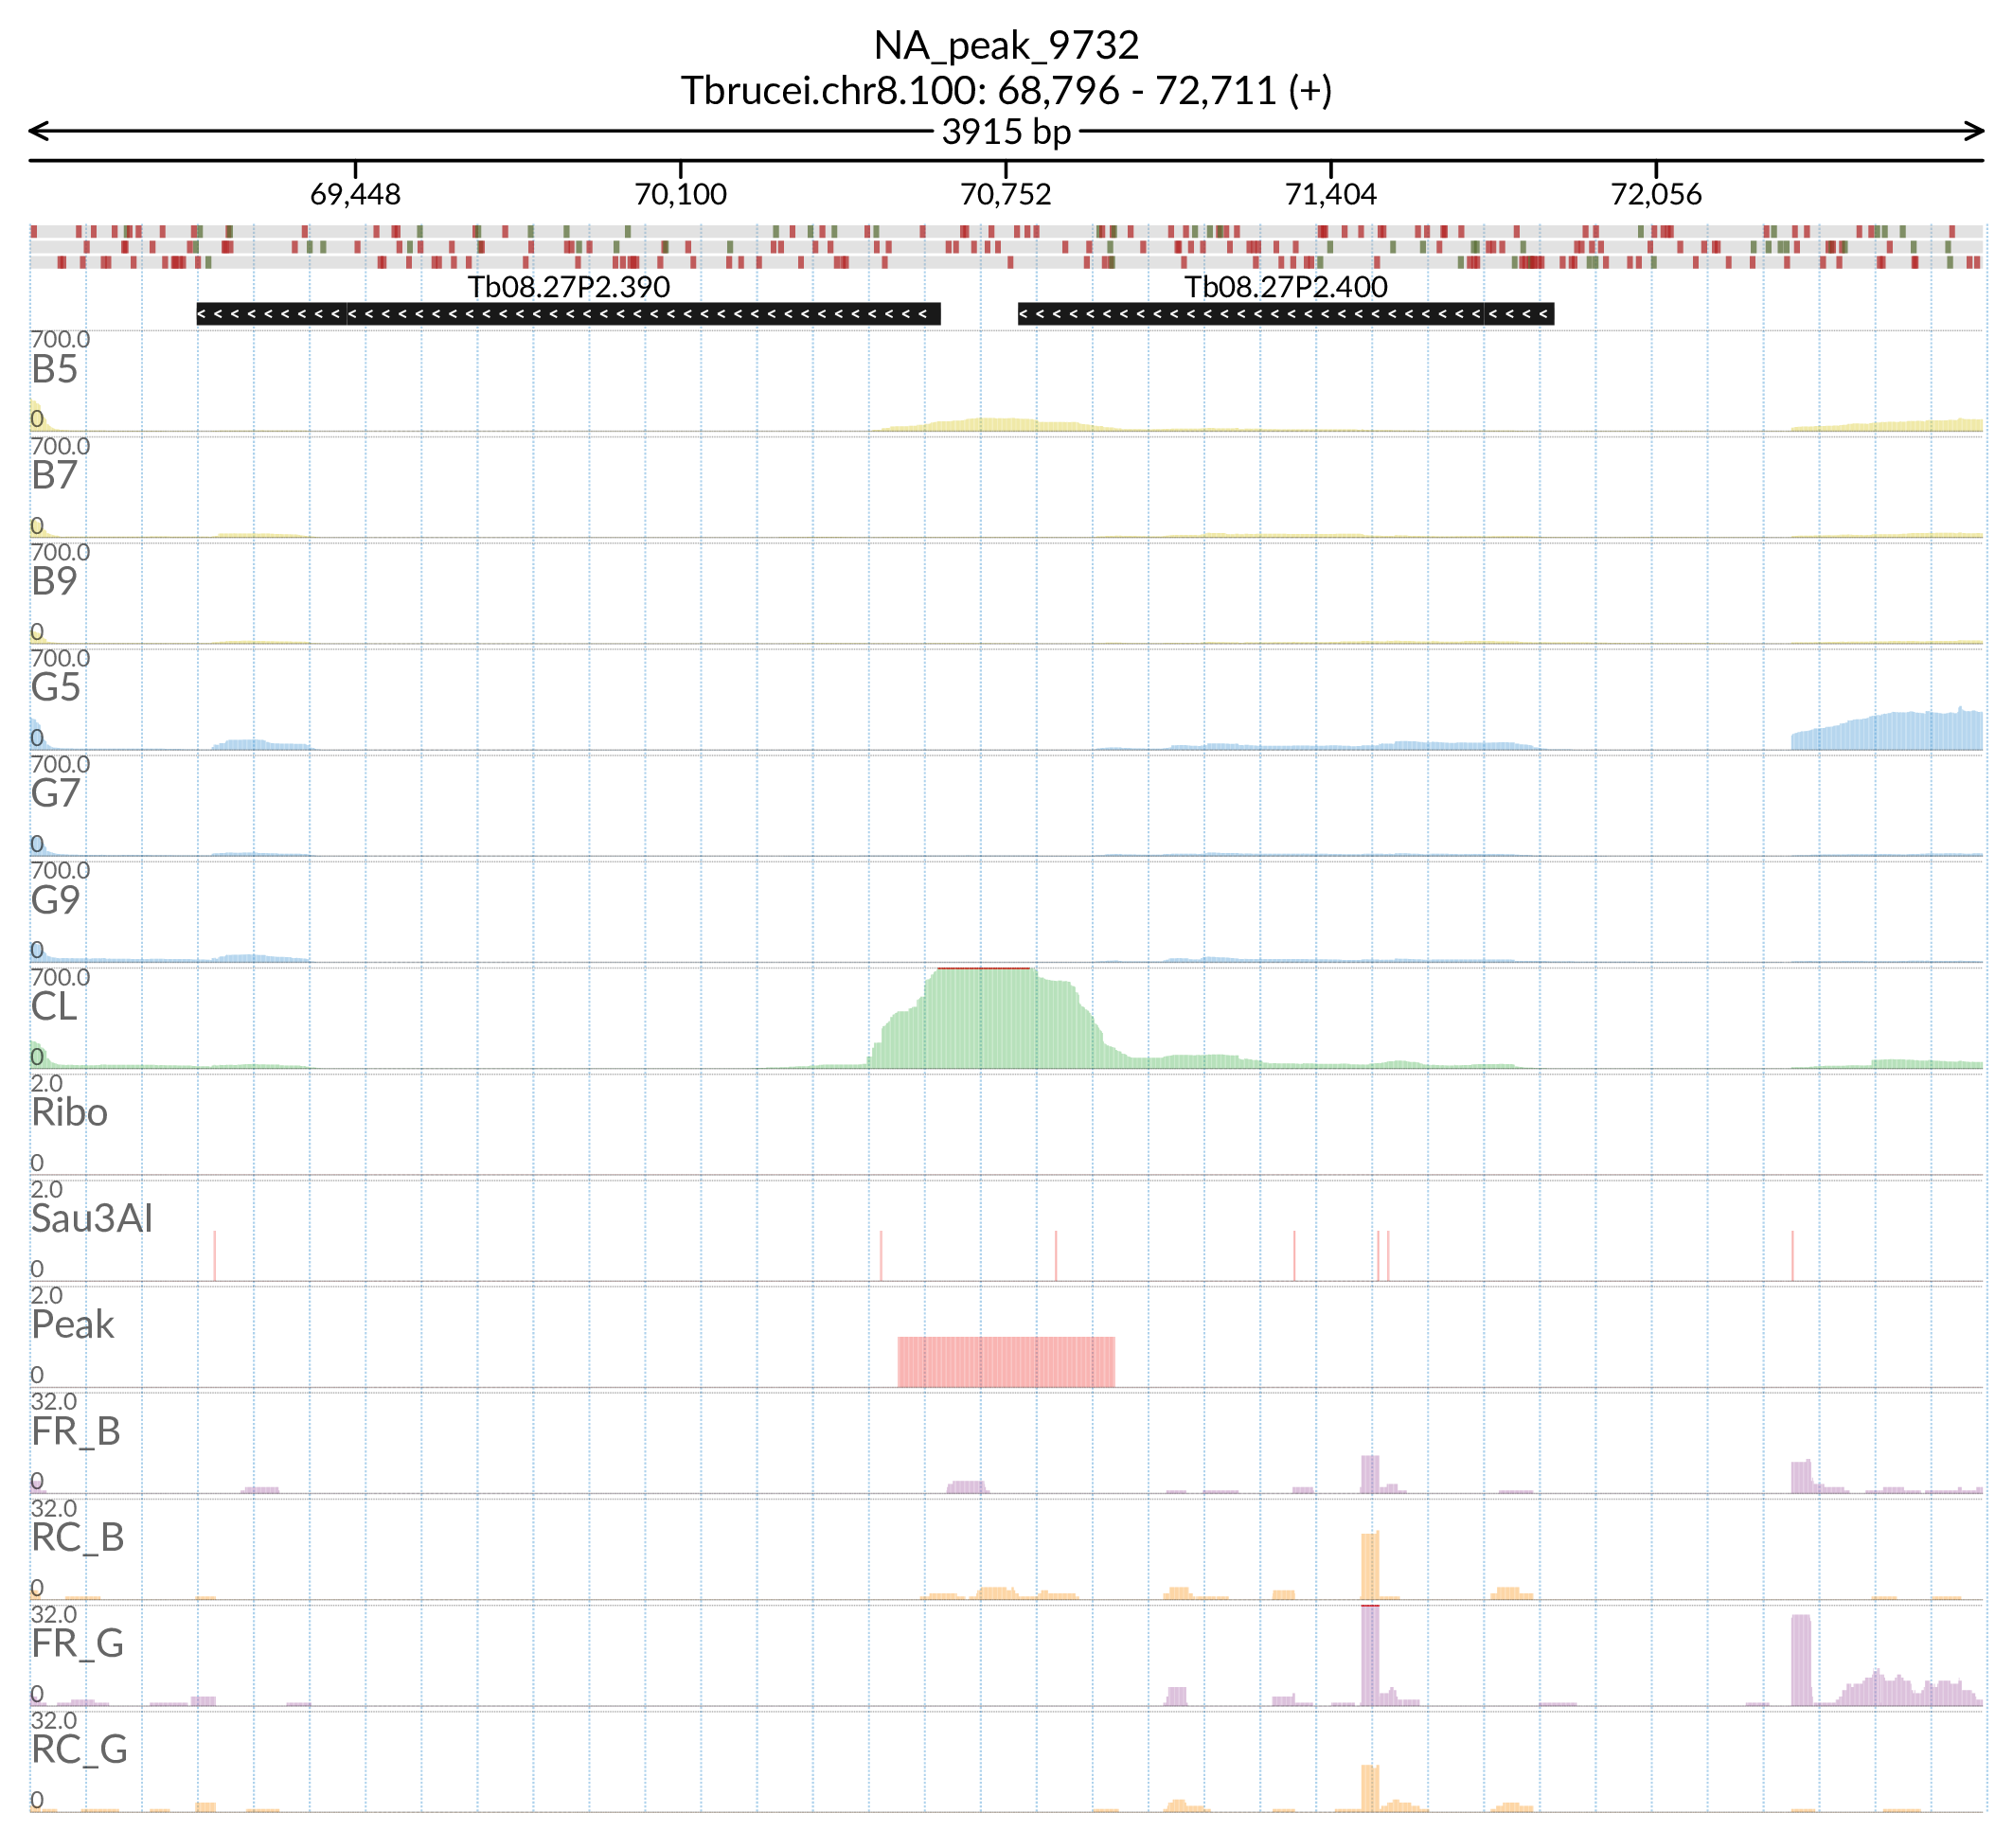 NA_peak_9732
Tbrucei.chr8.100: 68,796 - 72,711 (+)
3915 bp
69,448 70,100 70,752 71,404 72,056
Tb08.27P2.390 Tb08.27P2.400
700.0
B5
0
700.0
B7
0
700.0
B9
0
700.0
G5
0
700.0
G7
0
700.0
G9
0
700.0
CL
0
2.0
Ribo
0
2.0
Sau3AI
0
2.0
Peak
0
32.0
FR_B
0
32.0
RC_B
0
32.0
FR_G
0
32.0
RC_G
0